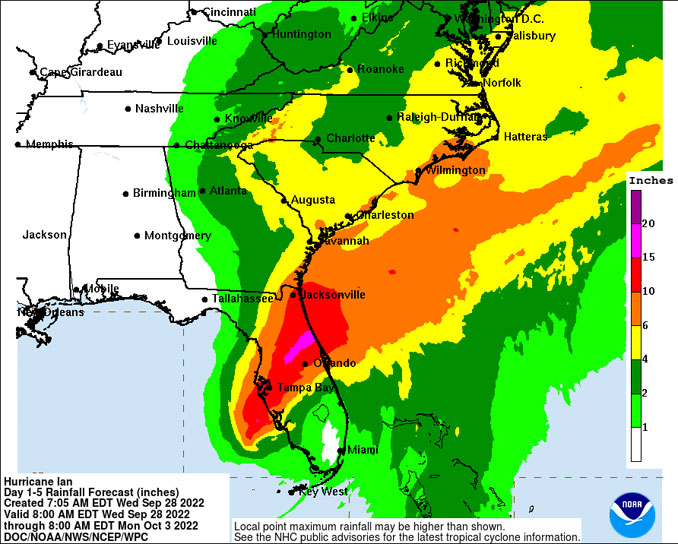 Cincinnati
Elkins
Washington D.C.
Huntington
Salisbury
Evansville
Louisville
Richmond
Roanoke
Cape Girardeau
Norfolk
Nashville
Knoxville
Raleigh-Durham
Charlotte
Hatteras
Memphis
Chattanooga
Wilmington
Inches
Birmingham
Atlanta
Augusta
Charleston
20
Jackson
Montgomery
Savannah
15
Mobile
Tallahassee
Jacksonville
10
New Orleans
6
4
Orlando
Tampa Bay
2
1
Miami
Key West
Hurricane Ian
Day 1-5 Rainfall Forecast (inches)
Created 7:05 AM EDT Wed Sep 28 2022
Valid 8:00 AM EDT Wed Sep 28 2022
through 8:00 AM EDT Mon Oct 3 2022
DOC/NOAA/NWS/NCEP/WPC
Local point maximum rainfall may be higher than shown.
See the NHC public advisories for the latest tropical cyclone information.
NOAA